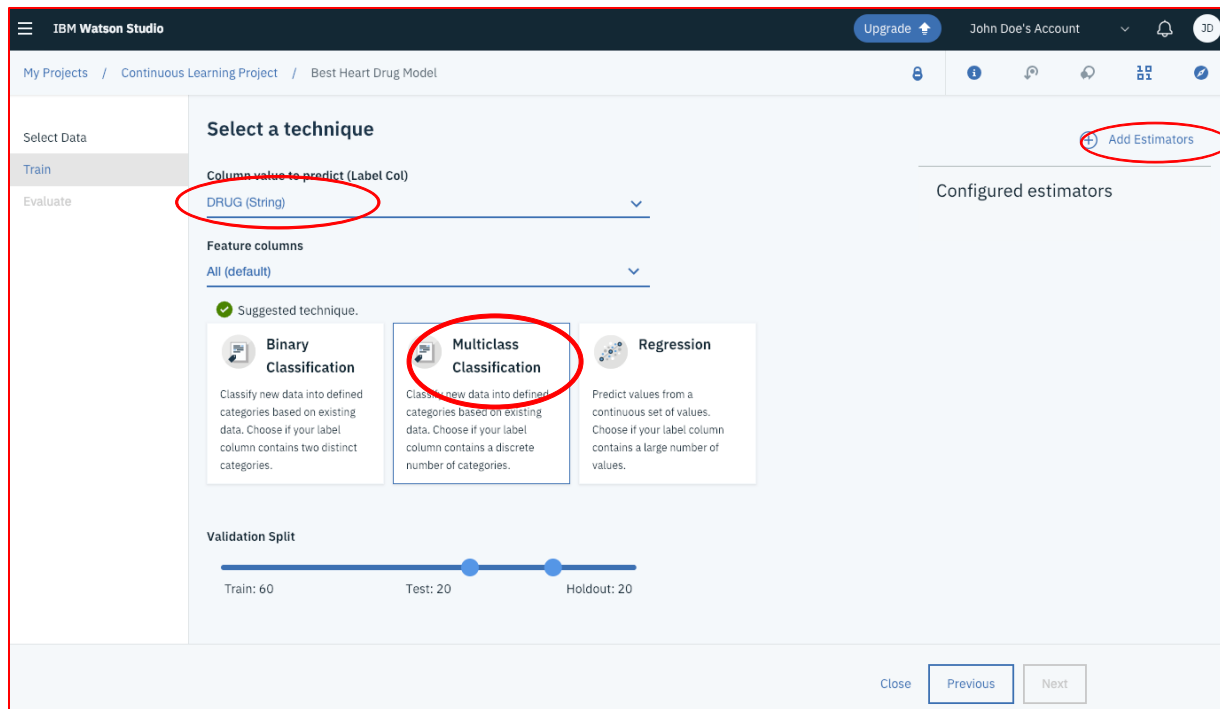 IBM Watson Studio
Upgrade
John Doe's Account
JD
My Projects / Continuous Learning Project / Best Heart Drug Model
Select Data
Train
Evaluate
Select a technique
Add Estimators
Configured estimators
Column value to predict (Label Col)
DRUG (String)
Feature columns
All (default)
Suggested technique.
Binary
Classification
Classify new data into defined
categories based on existing
data. Choose if your label
column contains two distinct
categories.
Multiclass
Classification
Classify new data into defined
categories based on existing
data. Choose if your label
column contains a discrete
number of categories.
Regression
Predict values from a
continuous set of values.
Choose if your label column
contains a large number of
values.
Validation Split
Train: 60
Test: 20
Holdout: 20
Close
Previous
Next